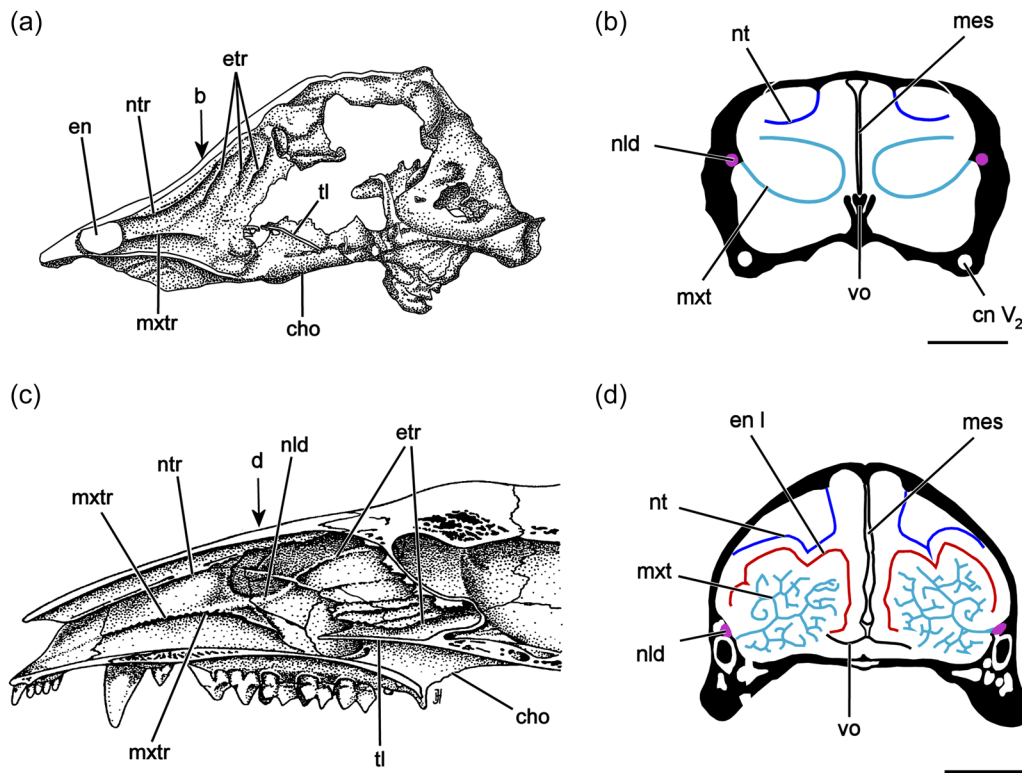 (a)
etr
ntr
b
en
tl
mxtr
cho
(b)
nt
mes
nld
mxt
vo
cn V2
(c)
etr
nld
d
ntr
mxtr
mxtr
tl
cho
(d)
en I
mes
nt
mxt
nld
vo